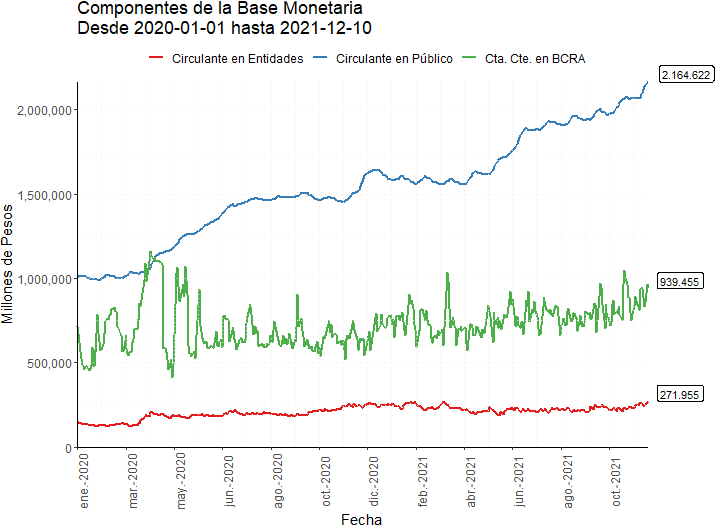 Componentes de la Base Monetaria
Desde 2020-01-01 hasta 2021-12-10
Circulante en Entidades
Circulante en Público
Cta. Cte. en BCRA
2.164.622
2,000,000
1,500,000
1,000,000
939.455
500,000
271.955
0
Millones de Pesos
ene.-2020
mar.-2020
may.-2020
jun.-2020
ago.-2020
oct.-2020
dic.-2020
feb.-2021
abr.-2021
jun.-2021
ago.-2021
oct.-2021
Fecha